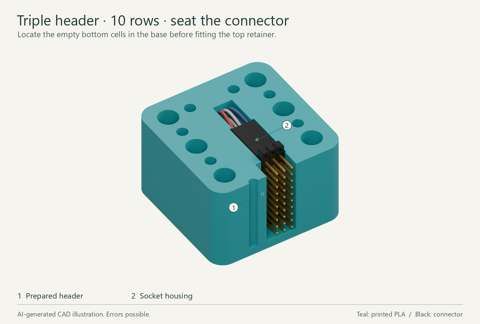 Triple header · 10 rows · seat the connector
Locate the empty bottom cells in the base before fitting the top retainer.
2
1
1 Prepared header 2 Socket housing
AI-generated CAD illustration. Errors possible. Teal: printed PLA / Black: connector